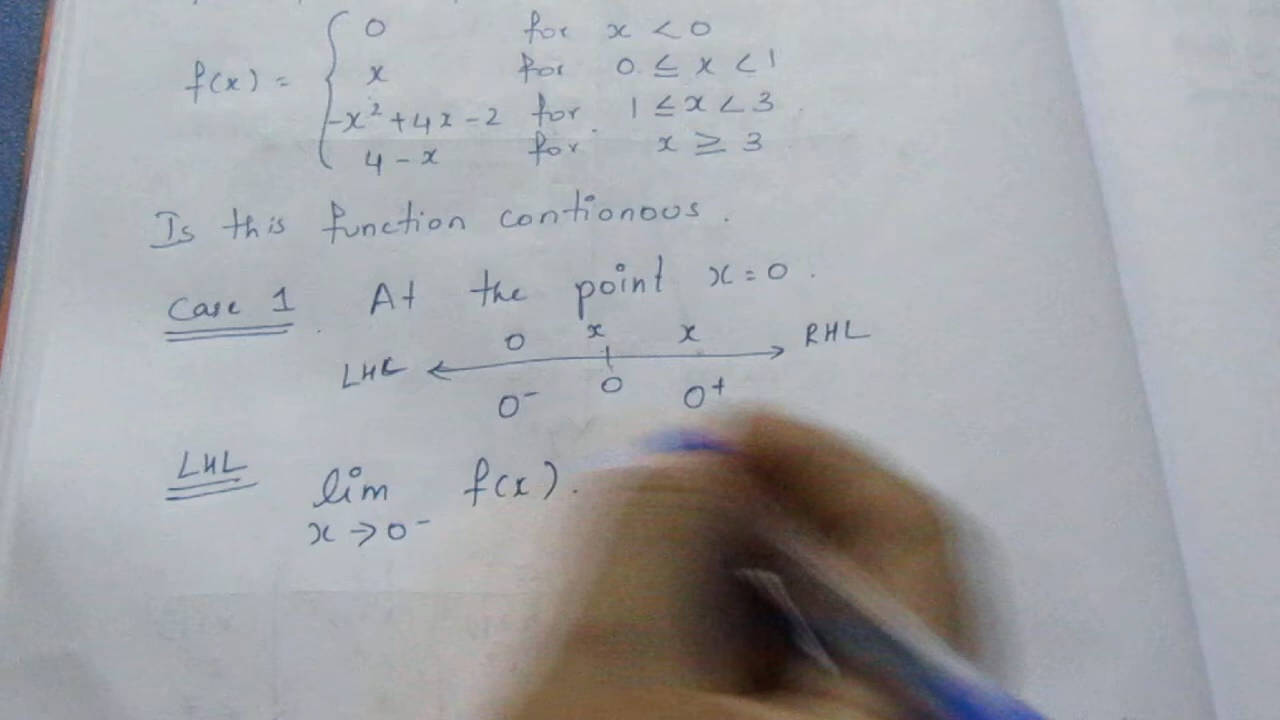 0 for x < 0
f(x) = x for 0 ≤ x < 1
-x² + 4x - 2 for 1 ≤ x < 3
4 - x for x ≥ 3
Is this function contionous.
Case 1. At the point x = 0.
0 x x RHL
LHL
0⁻ 0 0⁺
LHL lim f(x).
x → 0⁻